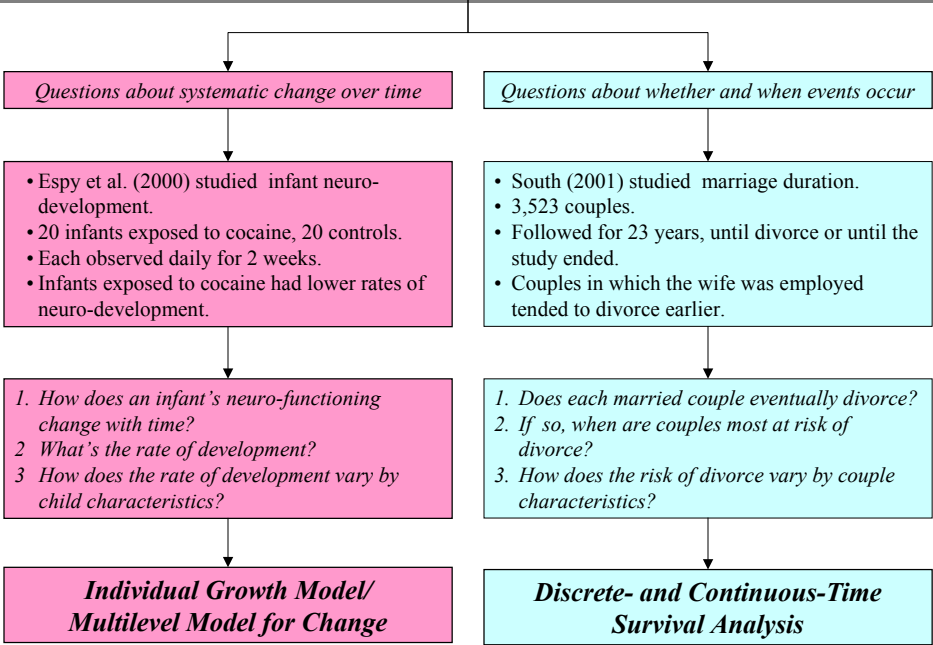 Questions about systematic change over time
Questions about whether and when events occur
• Espy et al. (2000) studied infant neuro-
development.
• 20 infants exposed to cocaine, 20 controls.
• Each observed daily for 2 weeks.
• Infants exposed to cocaine had lower rates of
neuro-development.
• South (2001) studied marriage duration.
• 3,523 couples.
• Followed for 23 years, until divorce or until the
study ended.
• Couples in which the wife was employed
tended to divorce earlier.
1. How does an infant's neuro-functioning
change with time?
2 What's the rate of development?
3 How does the rate of development vary by
child characteristics?
1. Does each married couple eventually divorce?
2. If so, when are couples most at risk of
divorce?
3. How does the risk of divorce vary by couple
characteristics?
Individual Growth Model/
Multilevel Model for Change
Discrete- and Continuous-Time
Survival Analysis